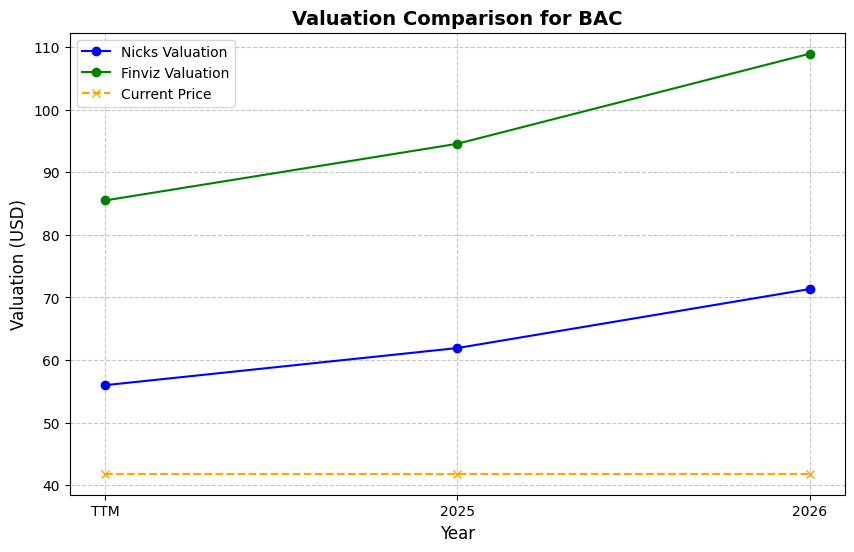 Valuation Comparison for BAC
Nicks Valuation
Finviz Valuation
Current Price
Valuation (USD)
110
100
90
80
70
60
50
40
TTM 2025 2026
Year